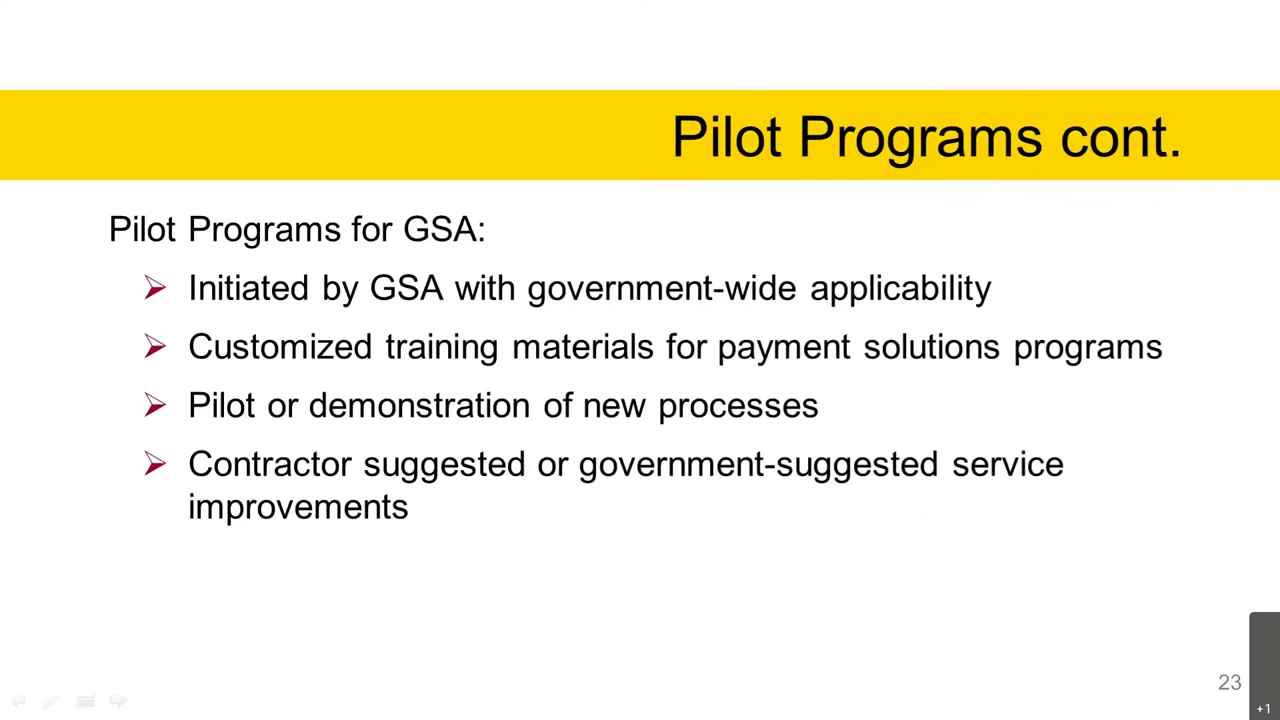 Pilot Programs cont.
Pilot Programs for GSA:
Initiated by GSA with government-wide applicability
Customized training materials for payment solutions programs
Pilot or demonstration of new processes
Contractor suggested or government-suggested service
improvements
23
+1